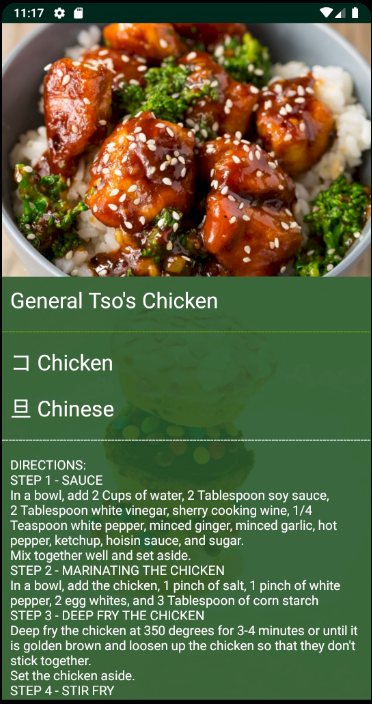 11:17
General Tso's Chicken
コ Chicken
旦 Chinese
DIRECTIONS:
STEP 1 - SAUCE
In a bowl, add 2 Cups of water, 2 Tablespoon soy sauce,
2 Tablespoon white vinegar, sherry cooking wine, 1/4
Teaspoon white pepper, minced ginger, minced garlic, hot
pepper, ketchup, hoisin sauce, and sugar.
Mix together well and set aside.
STEP 2 - MARINATING THE CHICKEN
In a bowl, add the chicken, 1 pinch of salt, 1 pinch of white
pepper, 2 egg whites, and 3 Tablespoon of corn starch
STEP 3 - DEEP FRY THE CHICKEN
Deep fry the chicken at 350 degrees for 3-4 minutes or until it
is golden brown and loosen up the chicken so that they don't
stick together.
Set the chicken aside.
STEP 4 - STIR FRY